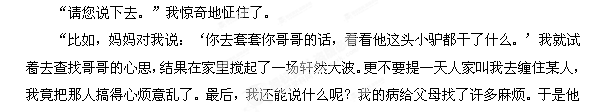 “请您说下去。”我惊奇地怔住了。
“比如，妈妈对我说：‘你去套套你哥哥的话，看看他这头小驴都干了什么。’我就试
着去查找哥哥的心思，结果在家里搅起了一场轩然大波。更不要提一天人家叫我去缠住某人，
我竟把那人搞得心烦意乱了。最后，我还能说什么呢？我的病给父母找了许多麻烦。于是他